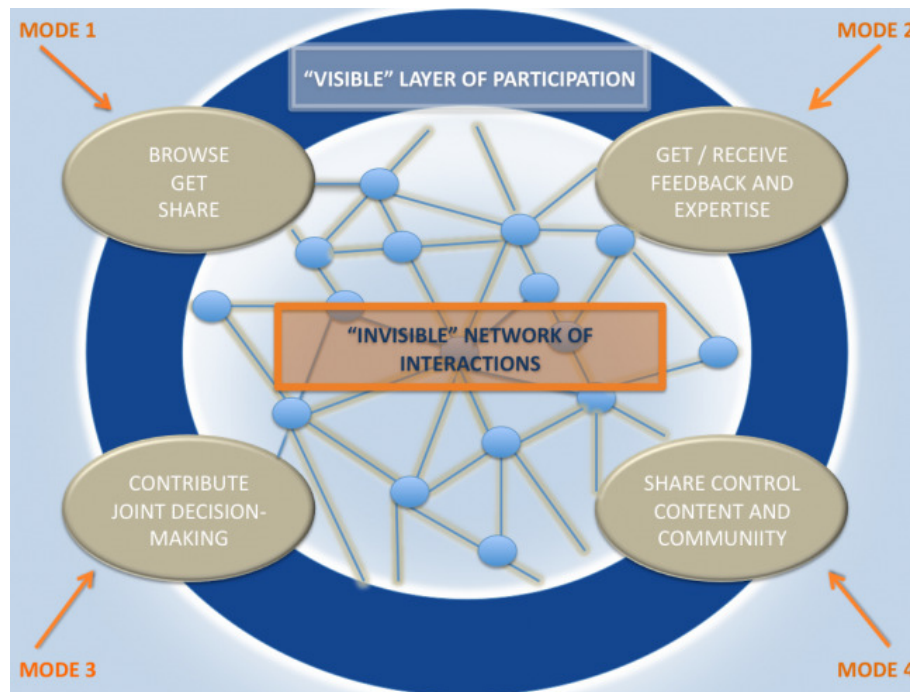 MODE 1
MODE 2
“VISIBLE” LAYER OF PARTICIPATION
BROWSE
GET
SHARE
GET / RECEIVE
FEEDBACK AND
EXPERTISE
“INVISIBLE” NETWORK OF
INTERACTIONS
CONTRIBUTE
JOINT DECISION-
MAKING
SHARE CONTROL
CONTENT AND
COMMUNIITY
MODE 3
MODE 4